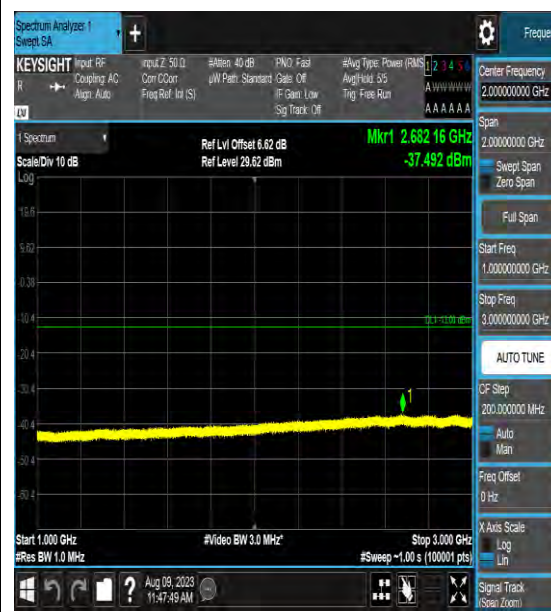 Spectrum Analyzer 1
Swept SA
+
Freque
KEYSIGHT
R
Input: RF
Coupling: AC
Align: Auto
Input Z: 50 Ω
Corr CCorr
Freq Ref: Int (S)
#Atten: 40 dB
µW Path: Standard
PNO: Fast
Gate: Off
IF Gain: Low
Sig Track: Off
#Avg Type: Power (RMS
Avg|Hold: 5/5
Trig: Free Run
1 2 3 4 5 6
A W W W W W
A A A A A A
LXI
1 Spectrum
Scale/Div 10 dB
Ref Lvl Offset 6.62 dB
Ref Level 29.62 dBm
Mkr1 2.682 16 GHz
-37.492 dBm
Log
19.6
9.62
-0.38
-10.4
DL1 -13.00 dBm
-20.4
-30.4
1
-40.4
-50.4
-60.4
Start 1.000 GHz
#Res BW 1.0 MHz
#Video BW 3.0 MHz*
Stop 3.000 GHz
#Sweep ~1.00 s (100001 pts)
?
Aug 09, 2023
11:47:49 AM
Center Frequency
2.000000000 GHz
Span
2.00000000 GHz
Swept Span
Zero Span
Full Span
Start Freq
1.000000000 GHz
Stop Freq
3.000000000 GHz
AUTO TUNE
CF Step
200.000000 MHz
Auto
Man
Freq Offset
0 Hz
X Axis Scale
Log
Lin
Signal Track
(Span Zoom)